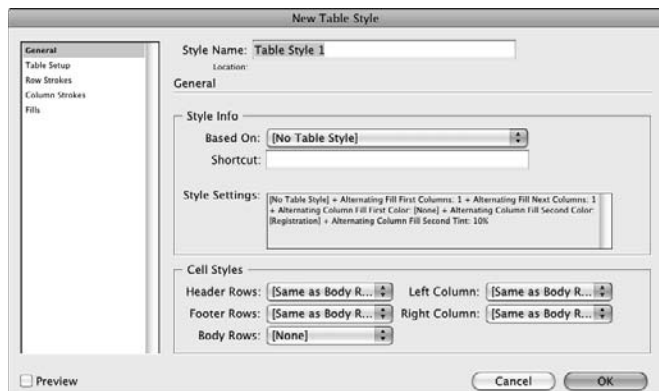 New Table Style
General
Table Setup
Row Strokes
Column Strokes
Fills
Style Name: Table Style 1
Location:
General
Style Info
Based On: [No Table Style]
Shortcut:
Style Settings: [No Table Style] + Alternating Fill First Columns: 1 + Alternating Fill Next Columns: 1
+ Alternating Column Fill First Color: [None] + Alternating Column Fill Second Color:
[Registration] + Alternating Column Fill Second Tint: 10%
Cell Styles
Header Rows: [Same as Body R... Left Column: [Same as Body R...
Footer Rows: [Same as Body R... Right Column: [Same as Body R...
Body Rows: [None]
Preview
Cancel
OK